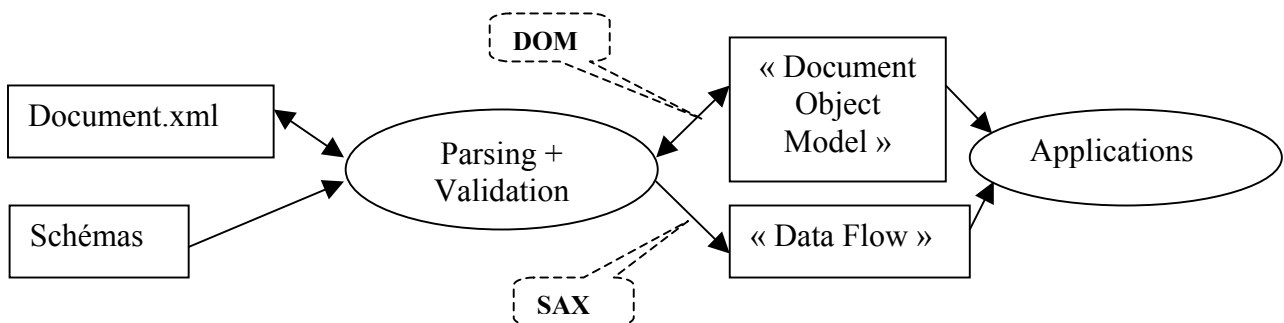 DOM
« Document
Object
Model »
Document.xml
Parsing +
Validation
Applications
Schémas
« Data Flow »
SAX